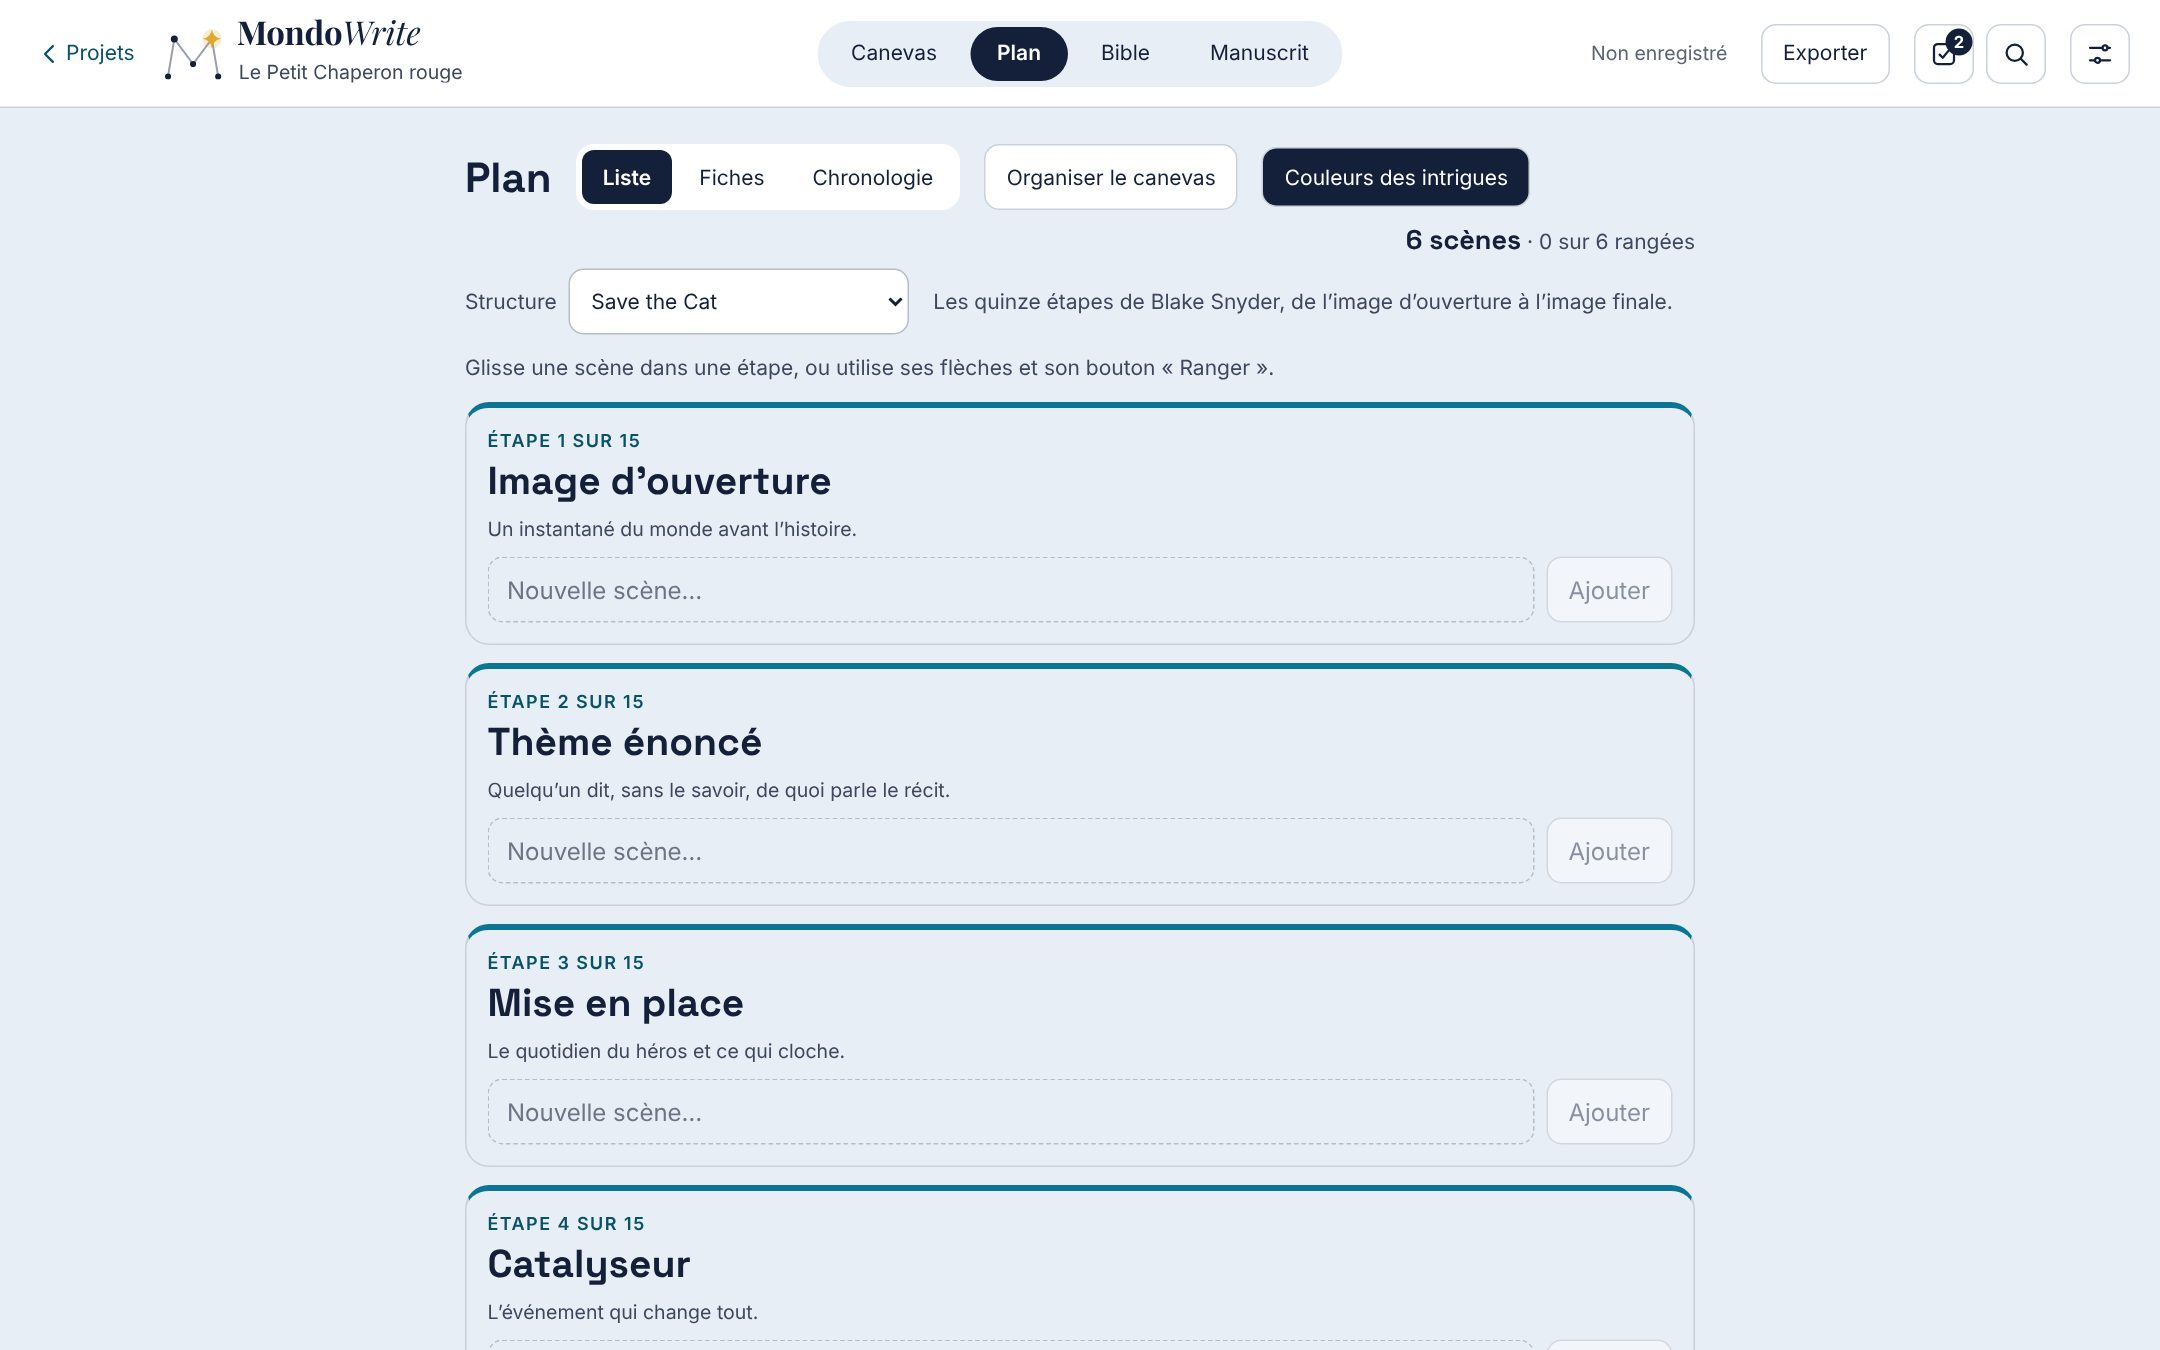 Projets
MondoWrite
Le Petit Chaperon rouge
Canevas
Plan
Bible
Manuscrit
Non enregistré
Exporter
2
Plan
Liste
Fiches
Chronologie
Organiser le canevas
Couleurs des intrigues
6 scènes · 0 sur 6 rangées
Structure
Save the Cat
Les quinze étapes de Blake Snyder, de l’image d’ouverture à l’image finale.
Glisse une scène dans une étape, ou utilise ses flèches et son bouton « Ranger ».
ÉTAPE 1 SUR 15
Image d’ouverture
Un instantané du monde avant l’histoire.
Nouvelle scène…
Ajouter
ÉTAPE 2 SUR 15
Thème énoncé
Quelqu’un dit, sans le savoir, de quoi parle le récit.
Nouvelle scène…
Ajouter
ÉTAPE 3 SUR 15
Mise en place
Le quotidien du héros et ce qui cloche.
Nouvelle scène…
Ajouter
ÉTAPE 4 SUR 15
Catalyseur
L’événement qui change tout.